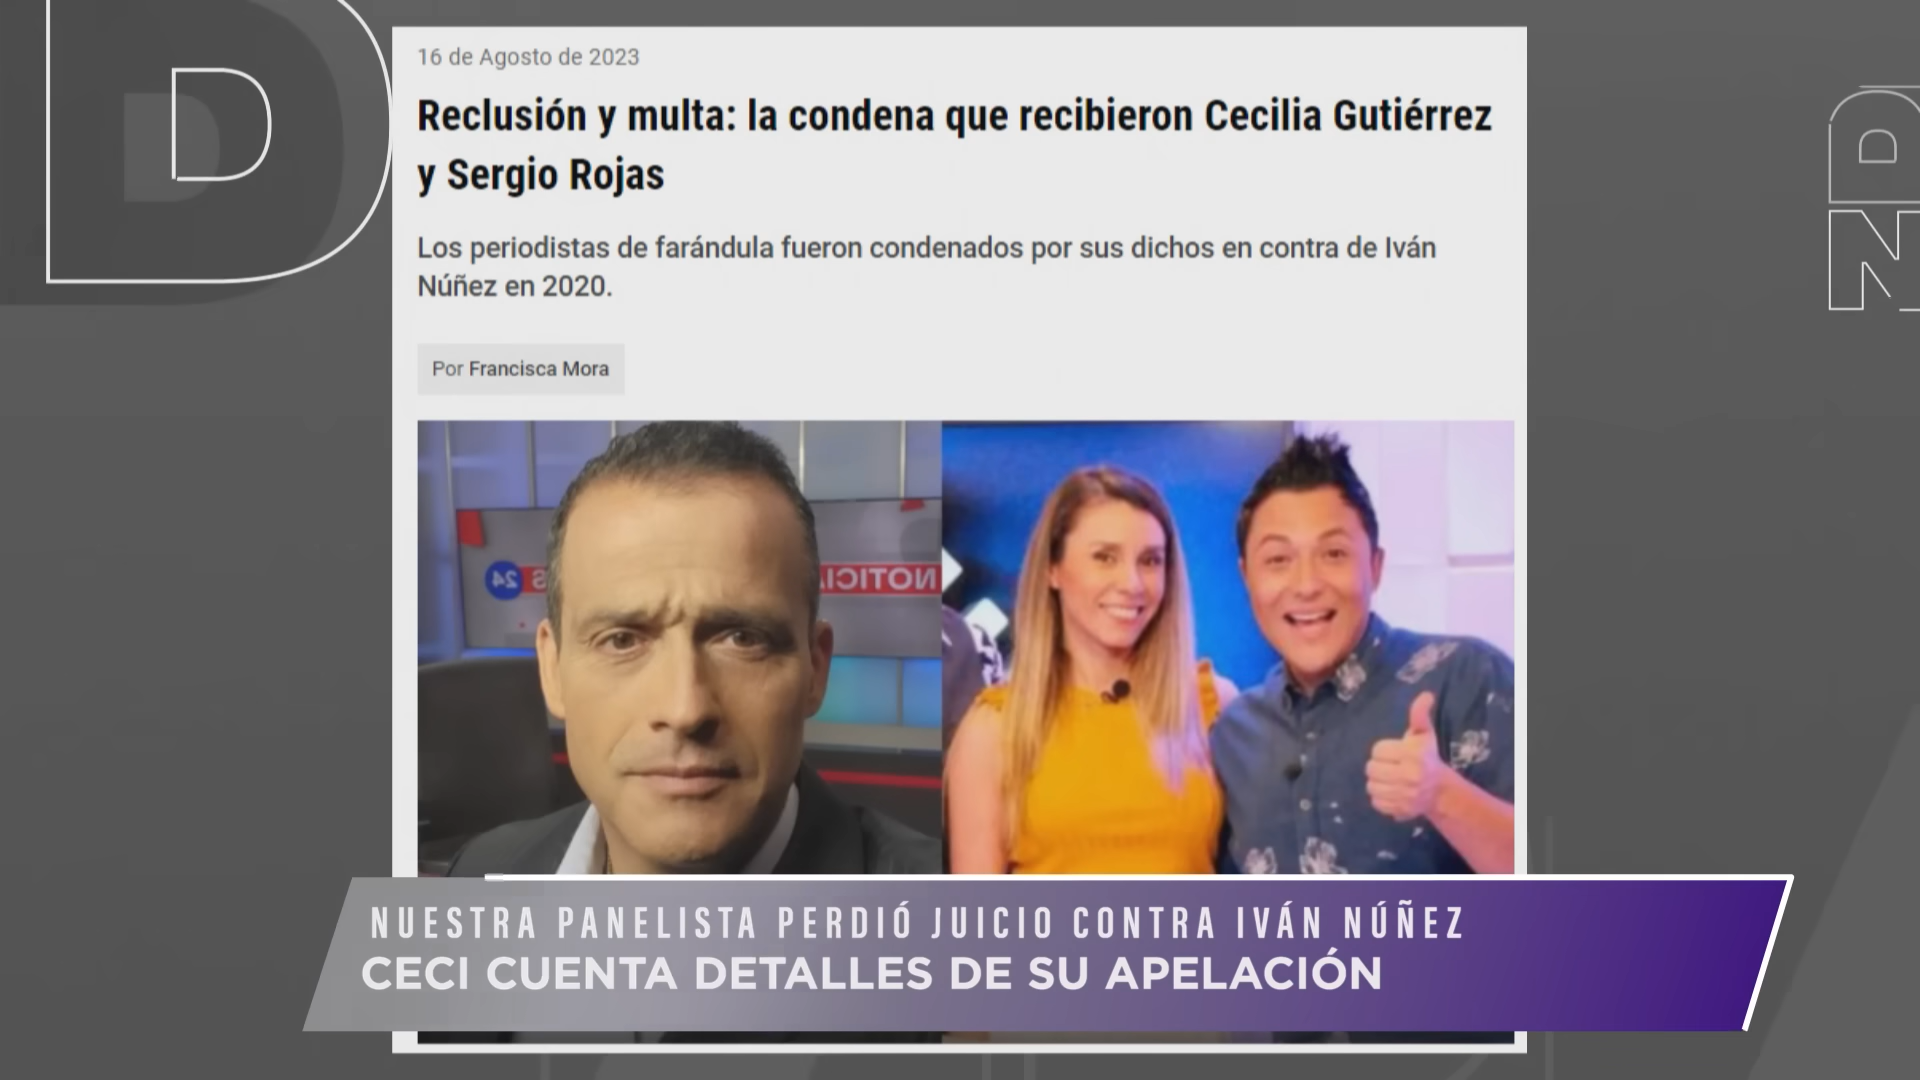 16 de Agosto de 2023
Reclusión y multa: la condena que recibieron Cecilia Gutiérrez
y Sergio Rojas
Los periodistas de farándula fueron condenados por sus dichos en contra de Iván
Núñez en 2020.
Por Francisca Mora
24
NOTICI
NUESTRA PANELISTA PERDIÓ JUICIO CONTRA IVÁN NÚÑEZ
CECI CUENTA DETALLES DE SU APELACIÓN
D
D